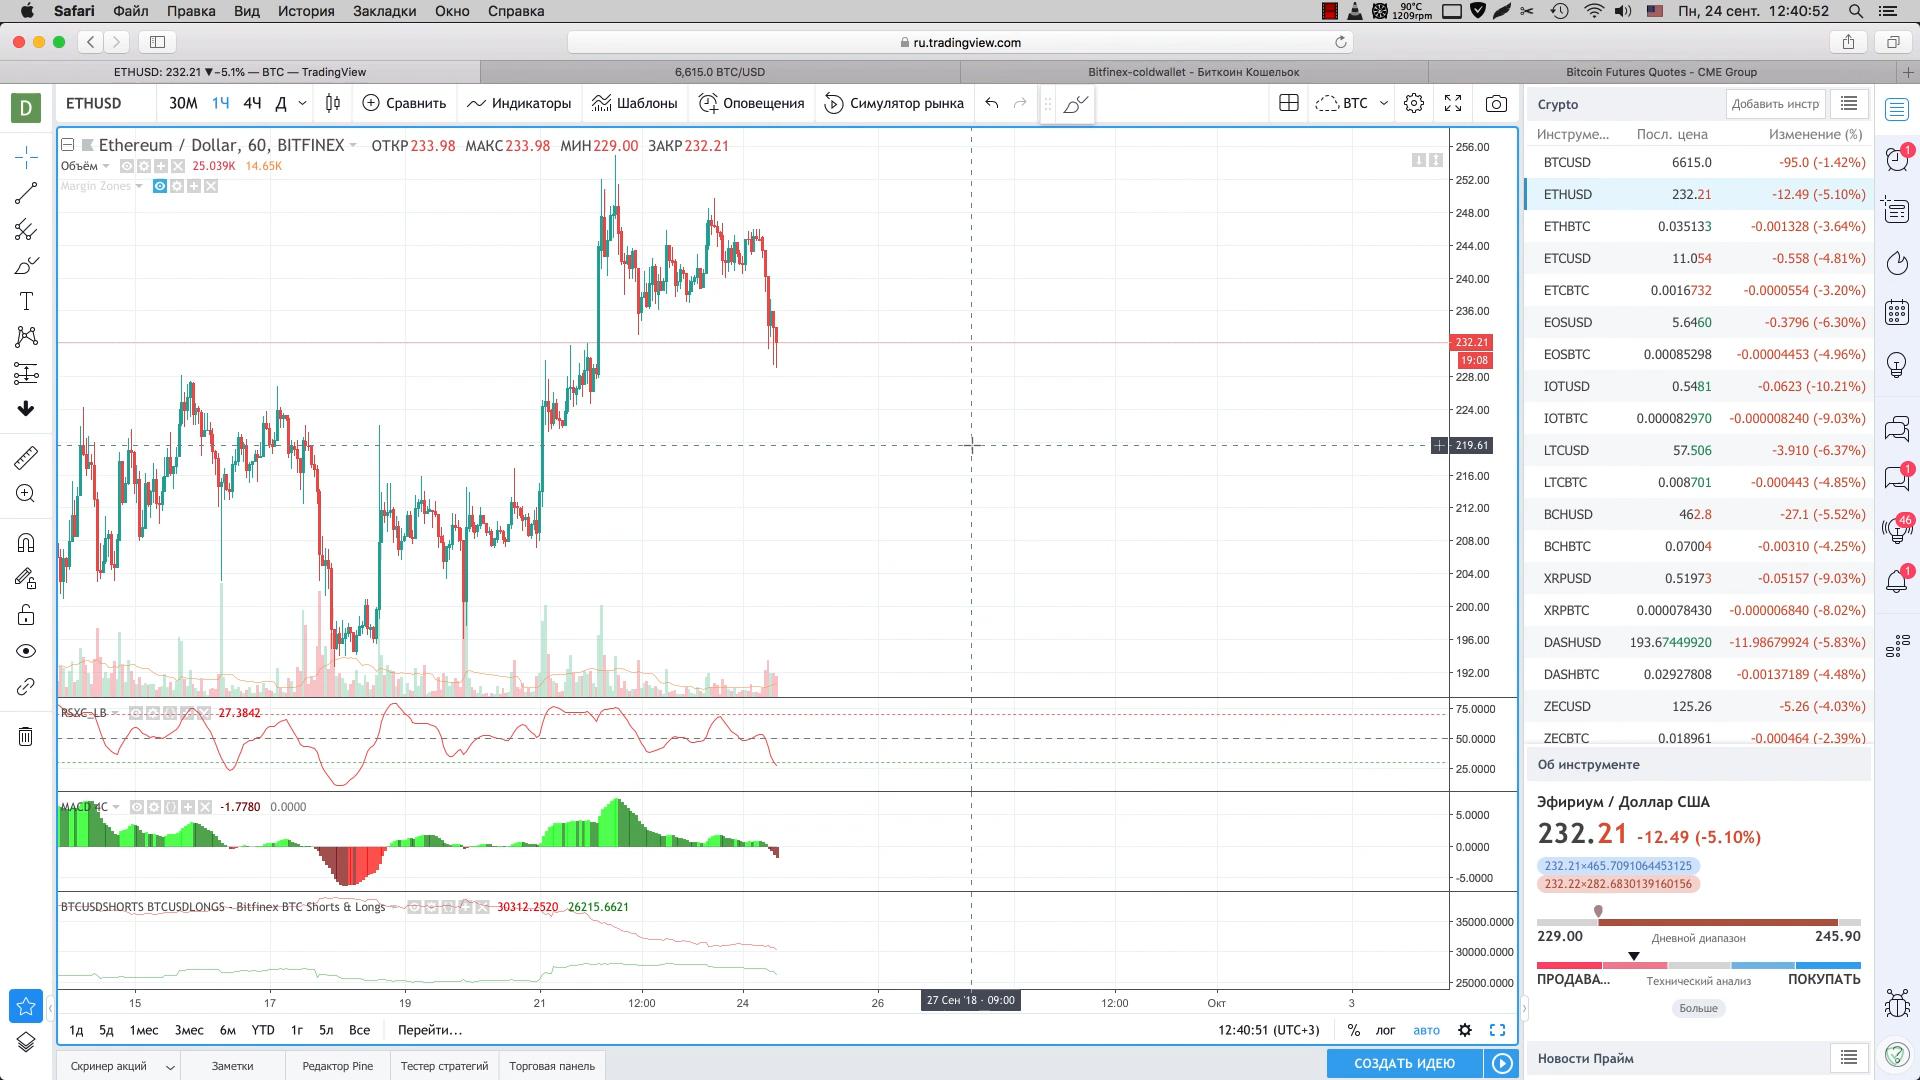 Safari Файл Правка Вид История Закладки Окно Справка
90°C
1209rpm
Пн, 24 сент. 12:40:52
ru.tradingview.com
ETHUSD: 232.21 ▼−5.1% — BTC — TradingView
6,615.0 BTC/USD
Bitfinex-coldwallet - Биткоин Кошельок
Bitcoin Futures Quotes - CME Group
D
ETHUSD 30М 1Ч 4Ч Д Сравнить Индикаторы Шаблоны Оповещения Симулятор рынка BTC
Ethereum / Dollar, 60, BITFINEX ОТКР 233.98 МАКС 233.98 МИН 229.00 ЗАКР 232.21
Объём 25.039K 14.65K
Margin Zones
256.00
252.00
248.00
244.00
240.00
236.00
232.21
19:08
228.00
224.00
219.61
216.00
212.00
208.00
204.00
200.00
196.00
192.00
RSXC_LB 27.3842
75.0000
50.0000
25.0000
MACD 4C -1.7780 0.0000
5.0000
0.0000
-5.0000
BTCUSDSHORTS BTCUSDLONGS - Bitfinex BTC Shorts & Longs 30312.2520 26215.6621
35000.0000
30000.0000
25000.0000
15 17 19 21 12:00 24 26 27 Сен '18 - 09:00 12:00 Окт 3
1д 5д 1мес 3мес 6м YTD 1г 5л Все Перейти...
12:40:51 (UTC+3) % лог авто
Скринер акций Заметки Редактор Pine Тестер стратегий Торговая панель
СОЗДАТЬ ИДЕЮ
Crypto Добавить инстр
Инструме... Посл. цена Изменение (%)
BTCUSD 6615.0 -95.0 (-1.42%)
ETHUSD 232.21 -12.49 (-5.10%)
ETHBTC 0.035133 -0.001328 (-3.64%)
ETCUSD 11.054 -0.558 (-4.81%)
ETCBTC 0.0016732 -0.0000554 (-3.20%)
EOSUSD 5.6460 -0.3796 (-6.30%)
EOSBTC 0.00085298 -0.00004453 (-4.96%)
IOTUSD 0.5481 -0.0623 (-10.21%)
IOTBTC 0.000082970 -0.000008240 (-9.03%)
LTCUSD 57.506 -3.910 (-6.37%)
LTCBTC 0.008701 -0.000443 (-4.85%)
BCHUSD 462.8 -27.1 (-5.52%)
BCHBTC 0.07004 -0.00310 (-4.25%)
XRPUSD 0.51973 -0.05157 (-9.03%)
XRPBTC 0.000078430 -0.000006840 (-8.02%)
DASHUSD 193.67449920 -11.98679924 (-5.83%)
DASHBTC 0.02927808 -0.00137189 (-4.48%)
ZECUSD 125.26 -5.26 (-4.03%)
ZECBTC 0.018961 -0.000464 (-2.39%)
Об инструменте
Эфириум / Доллар США
232.21 -12.49 (-5.10%)
232.21×465.7091064453125
232.22×282.6830139160156
229.00 Дневной диапазон 245.90
ПРОДАВА... Технический анализ ПОКУПАТЬ
Больше
Новости Прайм
1
1
46
1